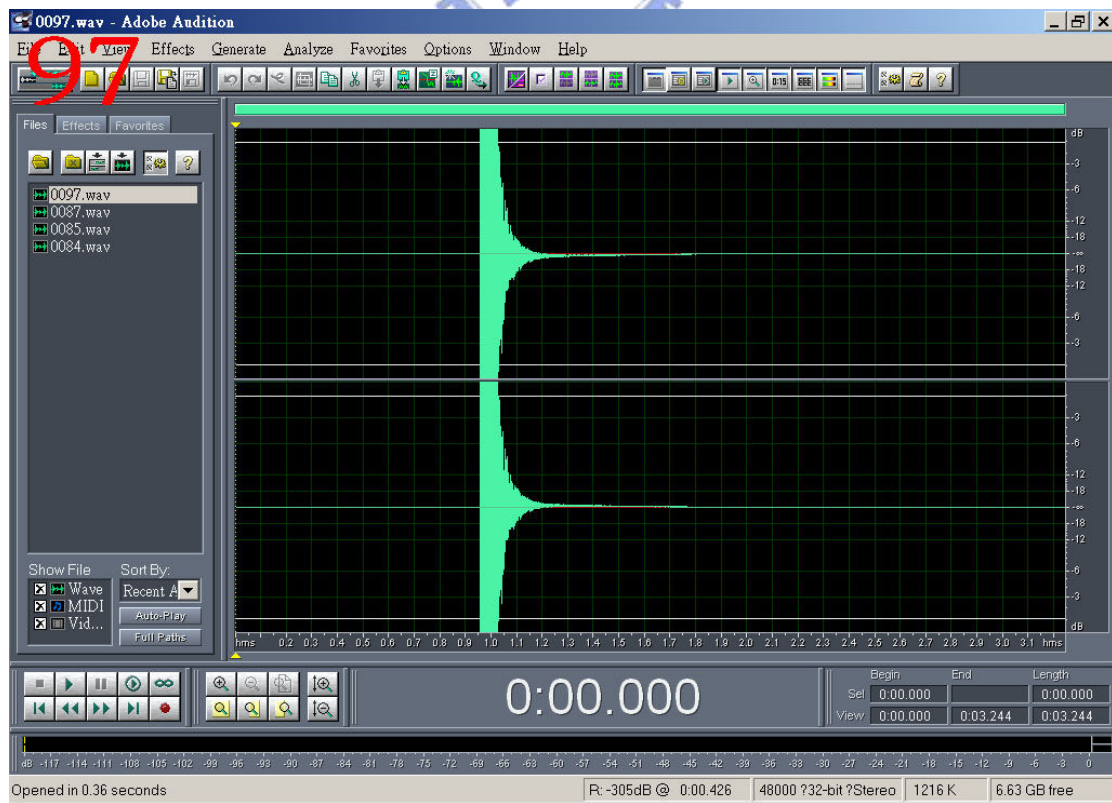 0097.wav - Adobe Audition
File Edit View Effects Generate Analyze Favorites Options Window Help
97
Files Effects Favorites
0097.wav
0087.wav
0085.wav
0084.wav
Show File Sort By:
Wave Recent A
MIDI Auto-Play
Vid... Full Paths
dB
-3
-6
-12
-18
-∞
-18
-12
-6
-3
-3
-6
-12
-18
-∞
-18
-12
-6
-3
dB
hms 0.2 0.3 0.4 0.5 0.6 0.7 0.8 0.9 1.0 1.1 1.2 1.3 1.4 1.5 1.6 1.7 1.8 1.9 2.0 2.1 2.2 2.3 2.4 2.5 2.6 2.7 2.8 2.9 3.0 3.1 hms
0:00.000
Begin End Length
Sel 0:00.000 0:00.000
View 0:00.000 0:03.244 0:03.244
dB -117 -114 -111 -108 -105 -102 -99 -96 -93 -90 -87 -84 -81 -78 -75 -72 -69 -66 -63 -60 -57 -54 -51 -48 -45 -42 -39 -36 -33 -30 -27 -24 -21 -18 -15 -12 -9 -6 -3 0
Opened in 0.36 seconds R: -305dB @ 0:00.426 48000 ?32-bit ?Stereo 1216 K 6.63 GB free